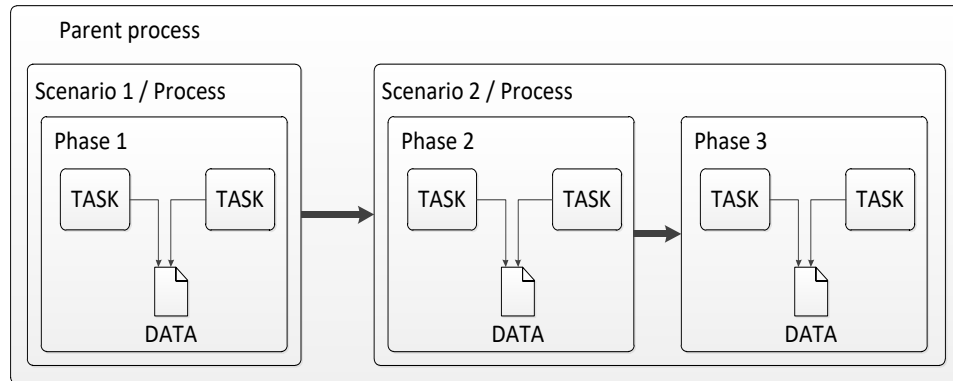 Parent process
Scenario 1 / Process
Phase 1
TASK
TASK
DATA
Scenario 2 / Process
Phase 2
TASK
TASK
DATA
Phase 3
TASK
TASK
DATA